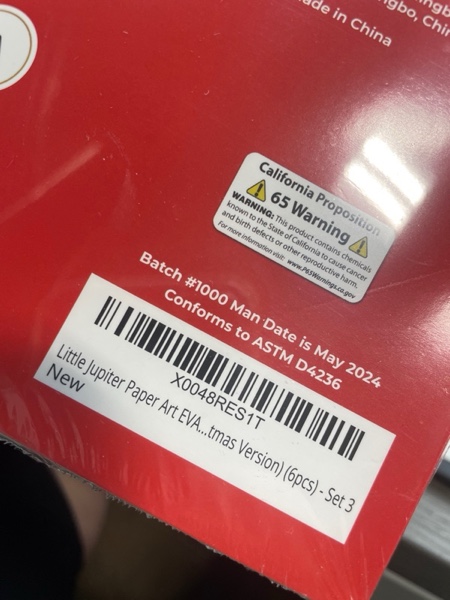 ngbo, Chin
ade in China
California Proposition
65 Warning
WARNING: This product contains chemicals
known to the State of California to cause cancer
and birth defects or other reproductive harm.
For more information visit: www.P65Warnings.ca.gov
Batch #1000 Man Date is May 2024
Conforms to ASTM D4236
X0048RES1T
Little Jupiter Paper Art EVA...tmas Version) (6pcs) - Set 3
New